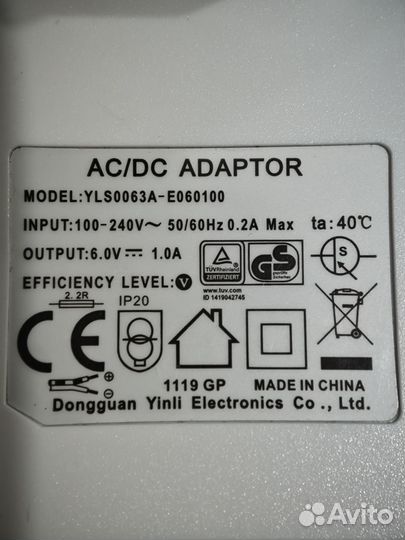 AC/DC ADAPTOR
MODEL:YLS0063A-E060100
INPUT:100-240V~ 50/60Hz 0.2A Max ta:40℃
OUTPUT:6.0V⎓ 1.0A
TÜVRheinland
ZERTIFIZIERT
GS
geprüfte
Sicherheit
S
www.tuv.com
ID 1419042745
EFFICIENCY LEVEL:V
2.2R
IP20
CE
1119 GP
MADE IN CHINA
Dongguan Yinli Electronics Co., Ltd.
Avito